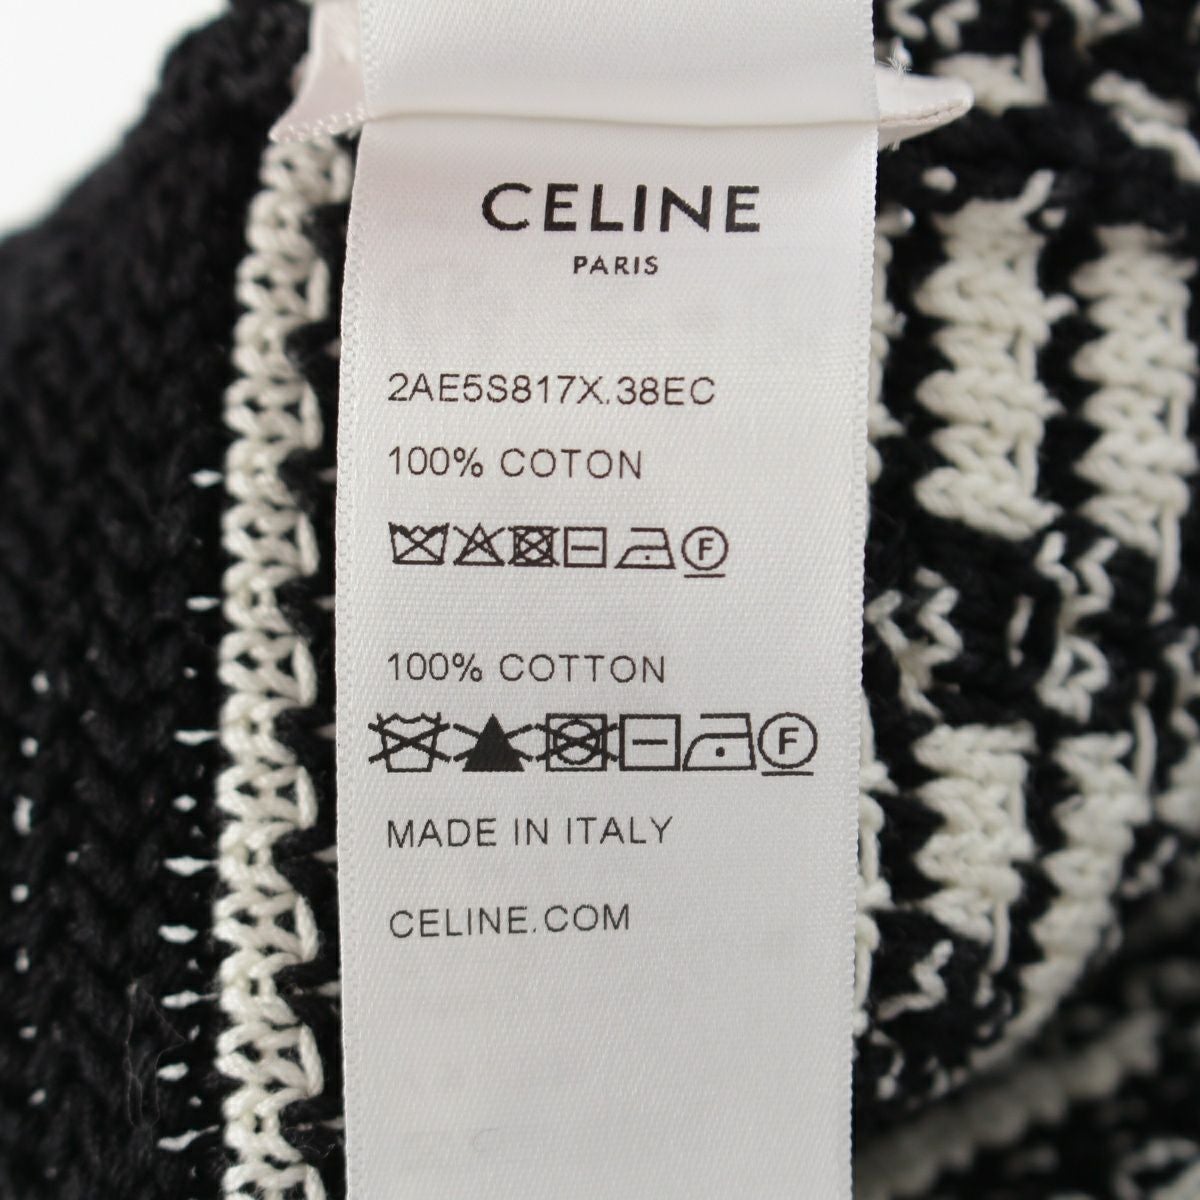 CELINE
PARIS
2AE5S817X.38EC
100% COTON
F
100% COTTON
F
MADE IN ITALY
CELINE.COM